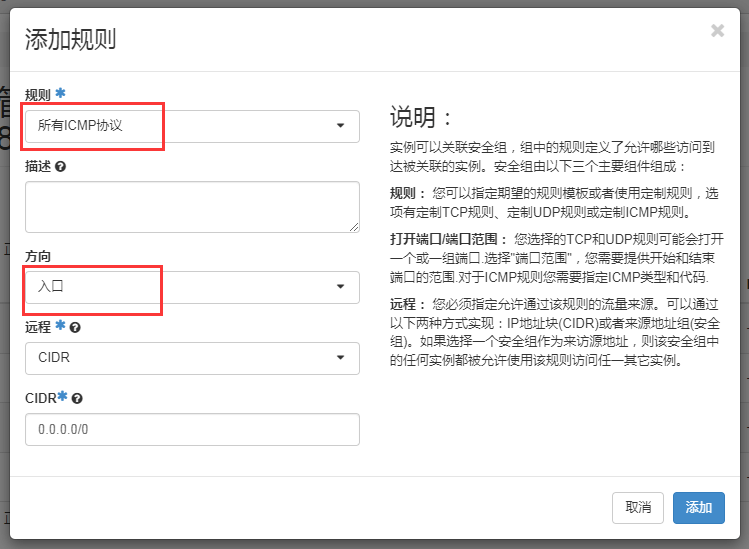 添加规则
×
规则 *
所有ICMP协议
描述
方向
入口
远程 *
CIDR
CIDR*
0.0.0.0/0
说明：
实例可以关联安全组，组中的规则定义了允许哪些访问到
达被关联的实例。安全组由以下三个主要组件组成：
规则： 您可以指定期望的规则模板或者使用定制规则，选
项有定制TCP规则、定制UDP规则或定制ICMP规则。
打开端口/端口范围： 您选择的TCP和UDP规则可能会打开
一个或一组端口.选择"端口范围"，您需要提供开始和结束
端口的范围.对于ICMP规则您需要指定ICMP类型和代码.
远程： 您必须指定允许通过该规则的流量来源。可以通过
以下两种方式实现：IP地址块(CIDR)或者来源地址组(安全
组)。如果选择一个安全组作为来访源地址，则该安全组中
的任何实例都被允许使用该规则访问任一其它实例。
取消
添加